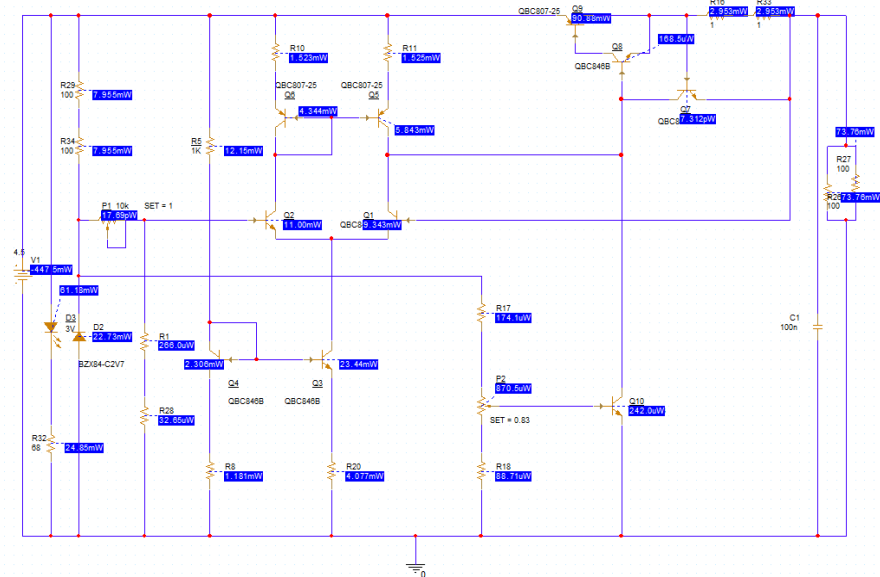 Q9
QBC807-25
90.88mW
R16
2.953mW
1
R33
2.953mW
1
Q8
168.5uW
QBC846B
R10
1.523mW
R11
1.525mW
QBC807-25
Q6
QBC807-25
Q5
4.344mW
5.843mW
R29
100
7.955mW
R34
100
7.955mW
R5
1K
12.15mW
7.312pW
73.76mW
R27
100
100
73.76mW
P1 10k
SET = 1
17.69pW
Q2
11.00mW
Q1
9.343mW
4.5
V1
-447.5mW
61.18mW
D3
3V
D2
22.73mW
BZX84-C2V7
R1
266.0uW
R17
174.1uW
C1
100n
2.306mW
Q4
QBC846B
Q3
QBC846B
23.44mW
P2
870.5uW
SET = 0.83
Q10
242.0uW
R28
32.65uW
R32
68
24.85mW
R8
1.181mW
R20
4.077mW
R18
88.71uW
0